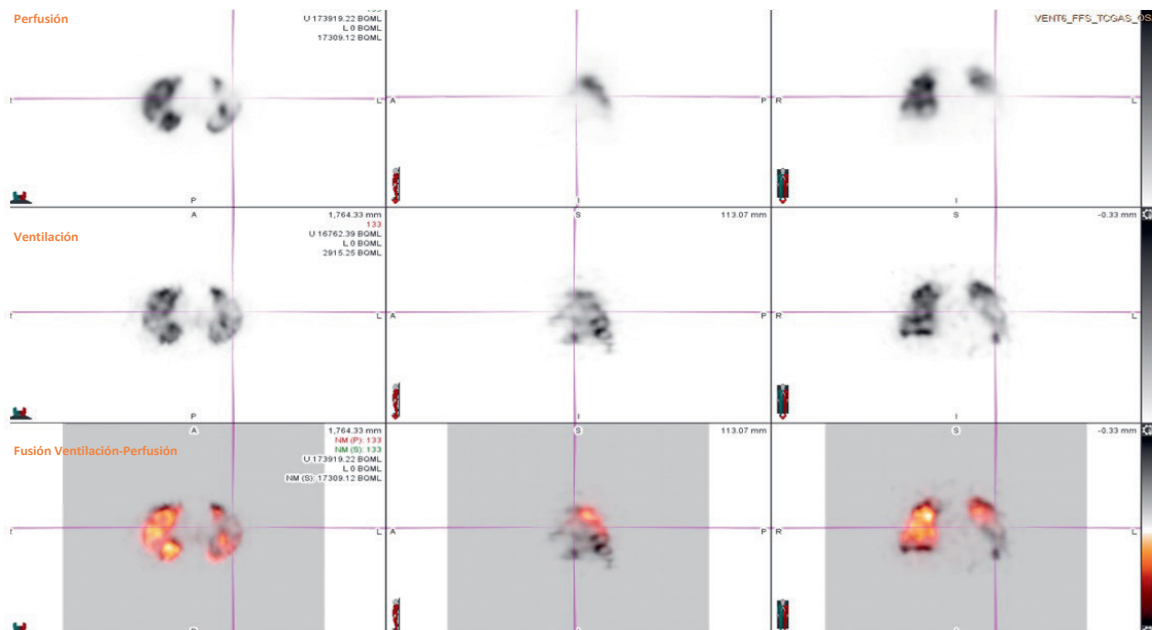 Perfusión
U 173919.22 BQML
L 0 BQML
17309.12 BQML
VENT6_FFS_TCGAS_OS
L
A
P
R
L
P
I
I
Ventilación
A
1,764.33 mm
133
U 16762.39 BQML
L 0 BQML
2915.25 BQML
S
113.07 mm
S
-0.33 mm
L
A
P
R
L
P
I
I
Fusión Ventilación-Perfusión
A
1,764.33 mm
NM (P): 133
NM (S): 133
U 173919.22 BQML
L 0 BQML
NM (S): 17309.12 BQML
S
113.07 mm
S
-0.33 mm
L
A
P
R
L